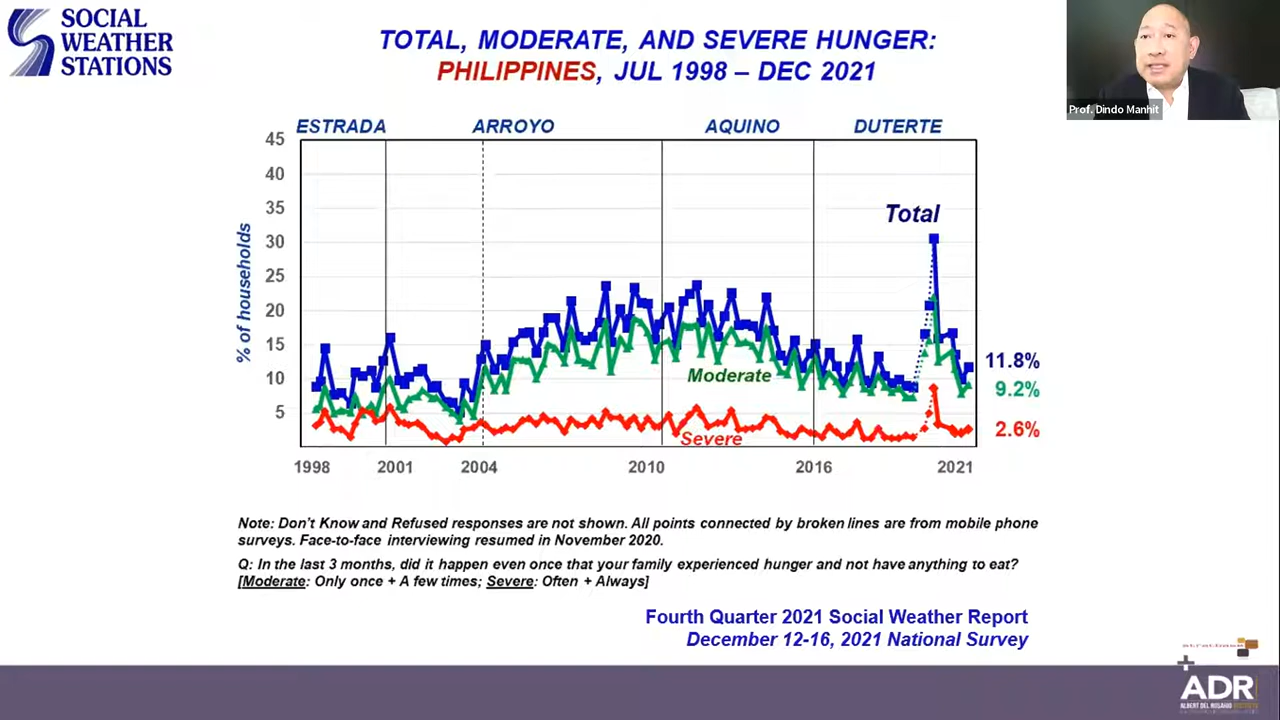 SOCIAL
WEATHER
STATIONS
TOTAL, MODERATE, AND SEVERE HUNGER:
PHILIPPINES, JUL 1998 – DEC 2021
Prof. Dindo Manhit
ESTRADA ARROYO AQUINO DUTERTE
% of households
45
40
35
30
25
20
15
10
5
Total
Moderate
Severe
11.8%
9.2%
2.6%
1998 2001 2004 2010 2016 2021
Note: Don't Know and Refused responses are not shown. All points connected by broken lines are from mobile phone
surveys. Face-to-face interviewing resumed in November 2020.
Q: In the last 3 months, did it happen even once that your family experienced hunger and not have anything to eat?
[Moderate: Only once + A few times; Severe: Often + Always]
Fourth Quarter 2021 Social Weather Report
December 12-16, 2021 National Survey
ADR
ALBERT DEL ROSARIO